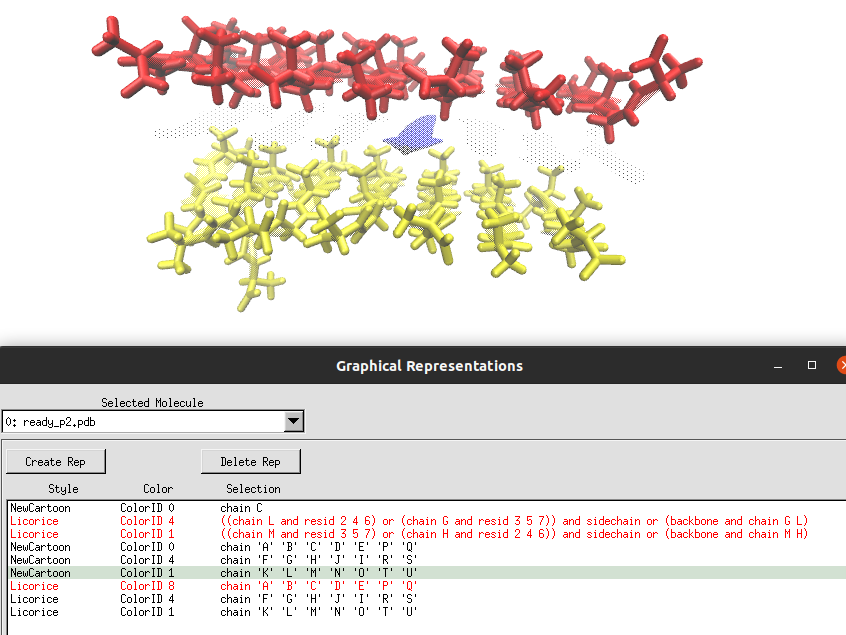 Graphical Representations
Selected Molecule
0: ready_p2.pdb
Create Rep Delete Rep
Style Color Selection
NewCartoon ColorID 0 chain C
Licorice ColorID 4 ((chain L and resid 2 4 6) or (chain G and resid 3 5 7)) and sidechain or (backbone and chain G L)
Licorice ColorID 1 ((chain M and resid 3 5 7) or (chain H and resid 2 4 6)) and sidechain or (backbone and chain M H)
NewCartoon ColorID 0 chain 'A' 'B' 'C' 'D' 'E' 'P' 'Q'
NewCartoon ColorID 4 chain 'F' 'G' 'H' 'J' 'I' 'R' 'S'
NewCartoon ColorID 1 chain 'K' 'L' 'M' 'N' 'O' 'T' 'U'
Licorice ColorID 8 chain 'A' 'B' 'C' 'D' 'E' 'P' 'Q'
Licorice ColorID 4 chain 'F' 'G' 'H' 'J' 'I' 'R' 'S'
Licorice ColorID 1 chain 'K' 'L' 'M' 'N' 'O' 'T' 'U'